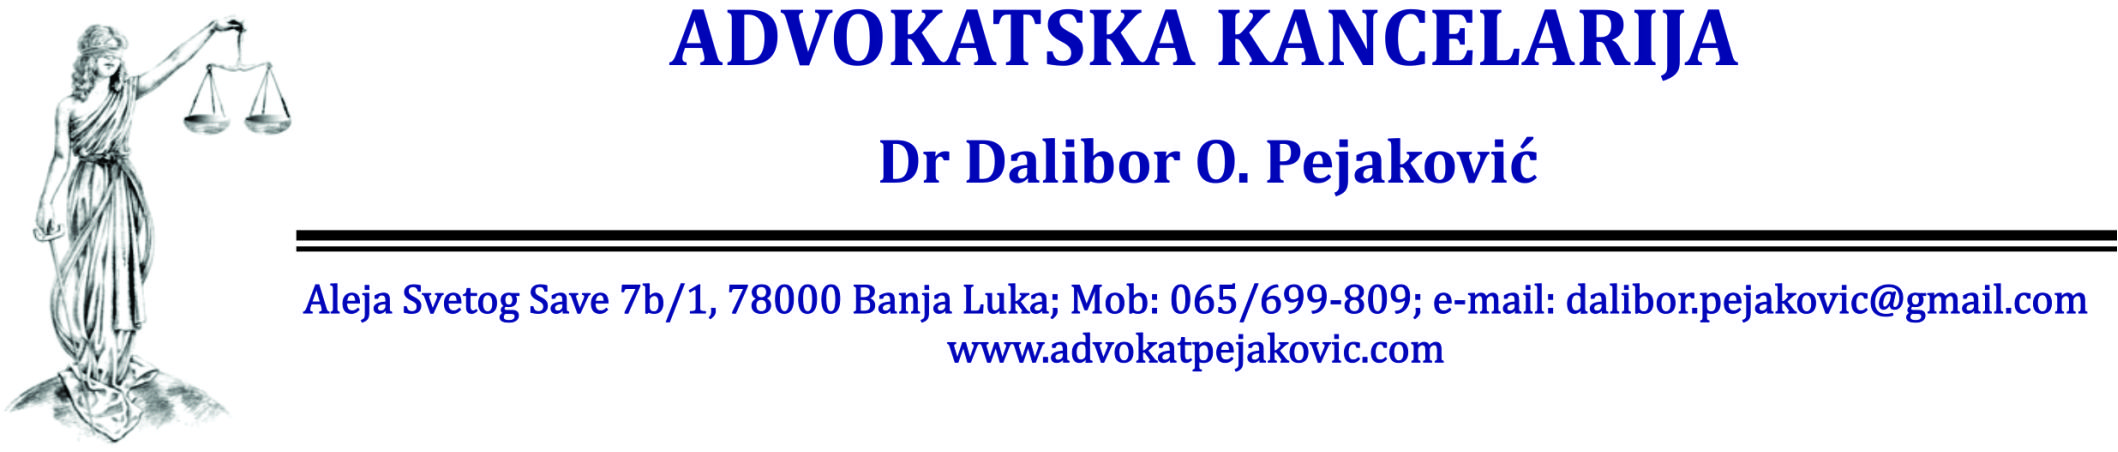 ADVOKATSKA KANCELARIJA
Dr Dalibor O. Pejaković
Aleja Svetog Save 7b/1, 78000 Banja Luka; Mob: 065/699-809; e-mail: dalibor.pejakovic@gmail.com
www.advokatpejakovic.com